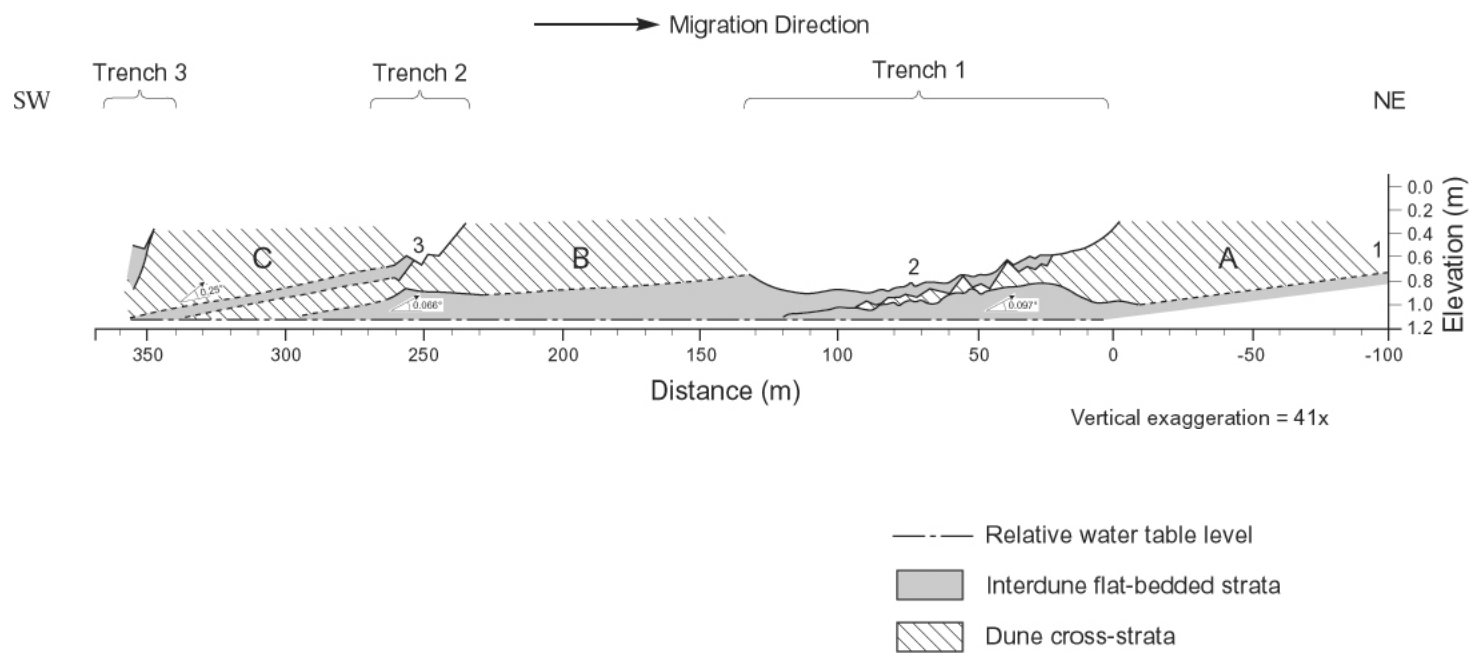 Migration Direction
Trench 3
Trench 2
Trench 1
SW
NE
C
3
B
2
A
1
0.25°
0.066°
0.097°
0.0
0.2
0.4
0.6
0.8
1.0
1.2
Elevation (m)
350
300
250
200
150
100
50
0
-50
-100
Distance (m)
Vertical exaggeration = 41x
Relative water table level
Interdune flat-bedded strata
Dune cross-strata